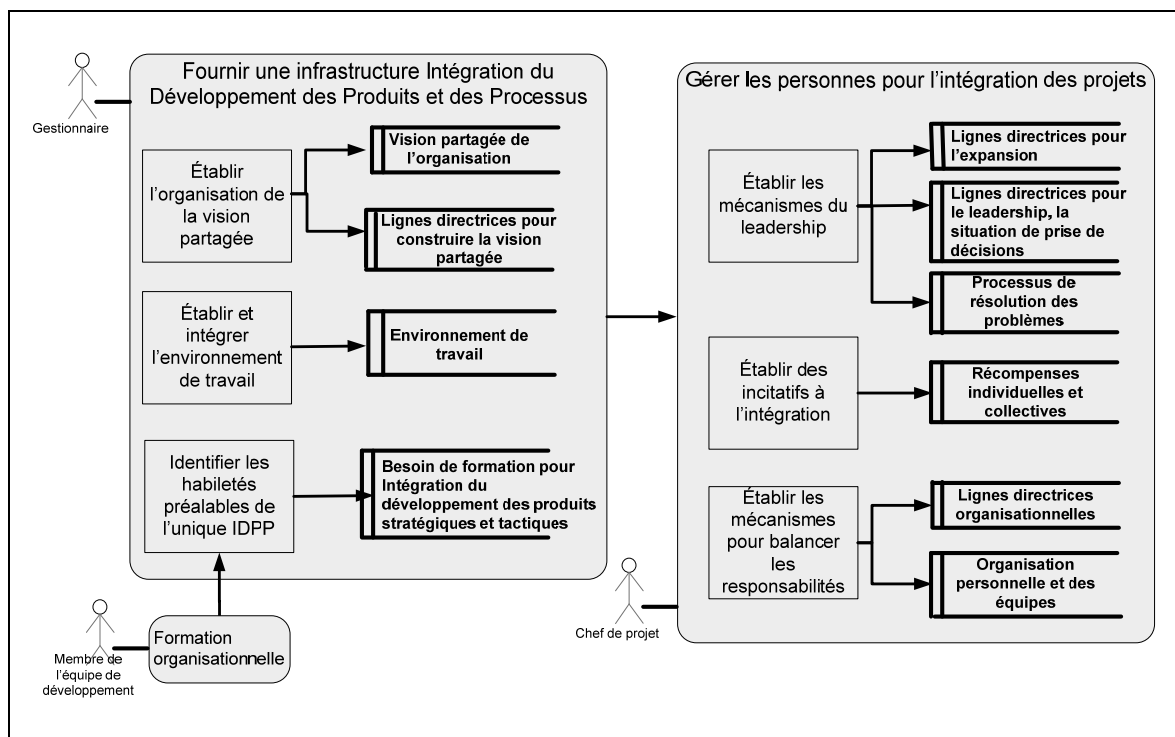 Gestionnaire
Fournir une infrastructure Intégration du
Développement des Produits et des Processus
Établir
l'organisation de
la vision
partagée
Vision partagée de
l'organisation
Lignes directrices pour
construire la vision
partagée
Établir et
intégrer
l'environnement
de travail
Environnement de
travail
Identifier les
habiletés
préalables de
l'unique IDPP
Besoin de formation pour
Intégration du
développement des produits
stratégiques et tactiques
Membre de
l'équipe de
développement
Formation
organisationnelle
Gérer les personnes pour l'intégration des projets
Établir les
mécanismes du
leadership
Lignes directrices pour
l'expansion
Lignes directrices pour
le leadership, la
situation de prise de
décisions
Processus de
résolution des
problèmes
Établir des
incitatifs à
l'intégration
Récompenses
individuelles et
collectives
Établir les
mécanismes
pour balancer
les
responsabilités
Lignes directrices
organisationnelles
Organisation
personnelle et des
équipes
Chef de projet